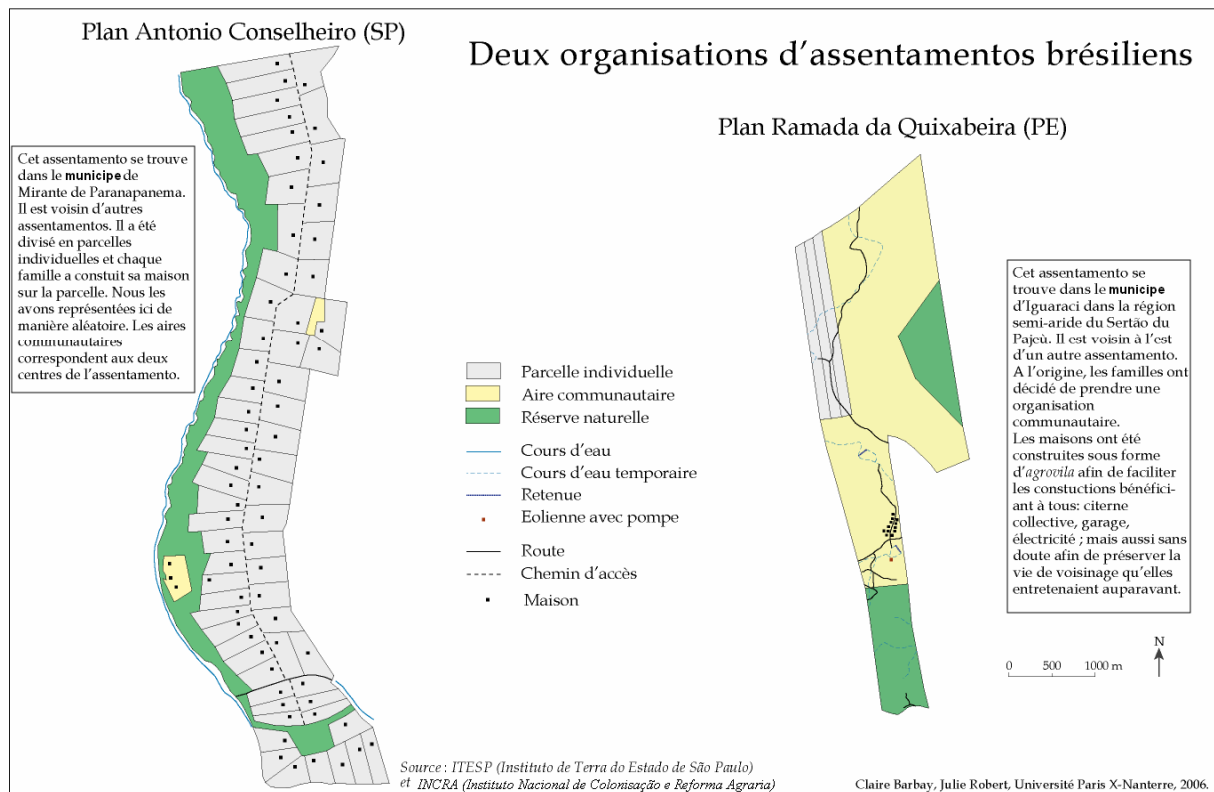 Plan Antonio Conselheiro (SP)
Deux organisations d'assentamentos brésiliens
Plan Ramada da Quixabeira (PE)
Cet assentamento se trouve
dans le municipe de
Mirante de Paranapanema.
Il est voisin d'autres
assentamentos. Il a été
divisé en parcelles
individuelles et chaque
famille a constuit sa maison
sur la parcelle. Nous les
avons représentées ici de
manière aléatoire. Les aires
communautaires
correspondent aux deux
centres de l'assentamento.
Parcelle individuelle
Aire communautaire
Réserve naturelle
Cours d'eau
Cours d'eau temporaire
Retenue
Eolienne avec pompe
Route
Chemin d'accès
Maison
Cet assentamento se
trouve dans le municipe
d'Iguaraci dans la région
semi-aride du Sertão du
Pajeù. Il est voisin à l'est
d'un autre assentamento.
A l'origine, les familles ont
décidé de prendre une
organisation
communautaire.
Les maisons ont été
construites sous forme
d'agrovila afin de faciliter
les constuctions bénéfici-
ant à tous: citerne
collective, garage,
électricité ; mais aussi sans
doute afin de préserver la
vie de voisinage qu'elles
entretenaient auparavant.
N
0 500 1000 m
Source : ITESP (Instituto de Terra do Estado de São Paulo)
et INCRA (Instituto Nacional de Colonisação e Reforma Agraria)
Claire Barbay, Julie Robert, Université Paris X-Nanterre, 2006.